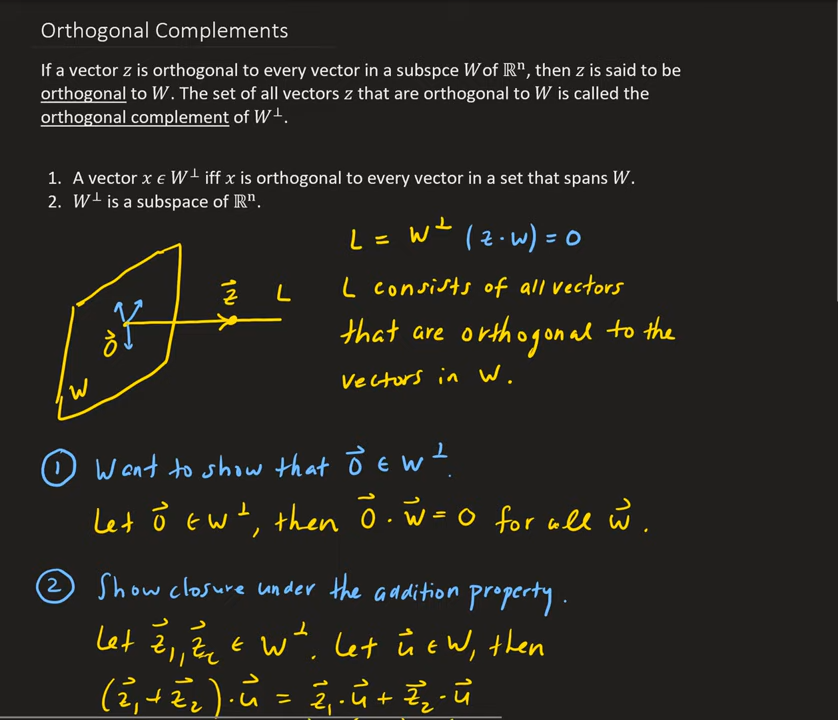 Orthogonal Complements
If a vector z is orthogonal to every vector in a subspce Wof ℝⁿ, then z is said to be
orthogonal to W. The set of all vectors z that are orthogonal to W is called the
orthogonal complement of W⊥.
1. A vector x ϵ W⊥ iff x is orthogonal to every vector in a set that spans W.
2. W⊥ is a subspace of ℝⁿ.
L = W⊥ (z·w) = 0
z⃗ L
L consists of all vectors
0⃗
that are orthogonal to the
W
vectors in W.
① Want to show that 0⃗ ∈ W⊥.
Let 0⃗ ∈ W⊥, then 0⃗ · w⃗ = 0 for all w⃗.
② Show closure under the addition property.
Let z⃗₁, z⃗₂ ∈ W⊥. Let u⃗ ∈ W, then
(z⃗₁ + z⃗₂) · u⃗ = z⃗₁ · u⃗ + z⃗₂ · u⃗